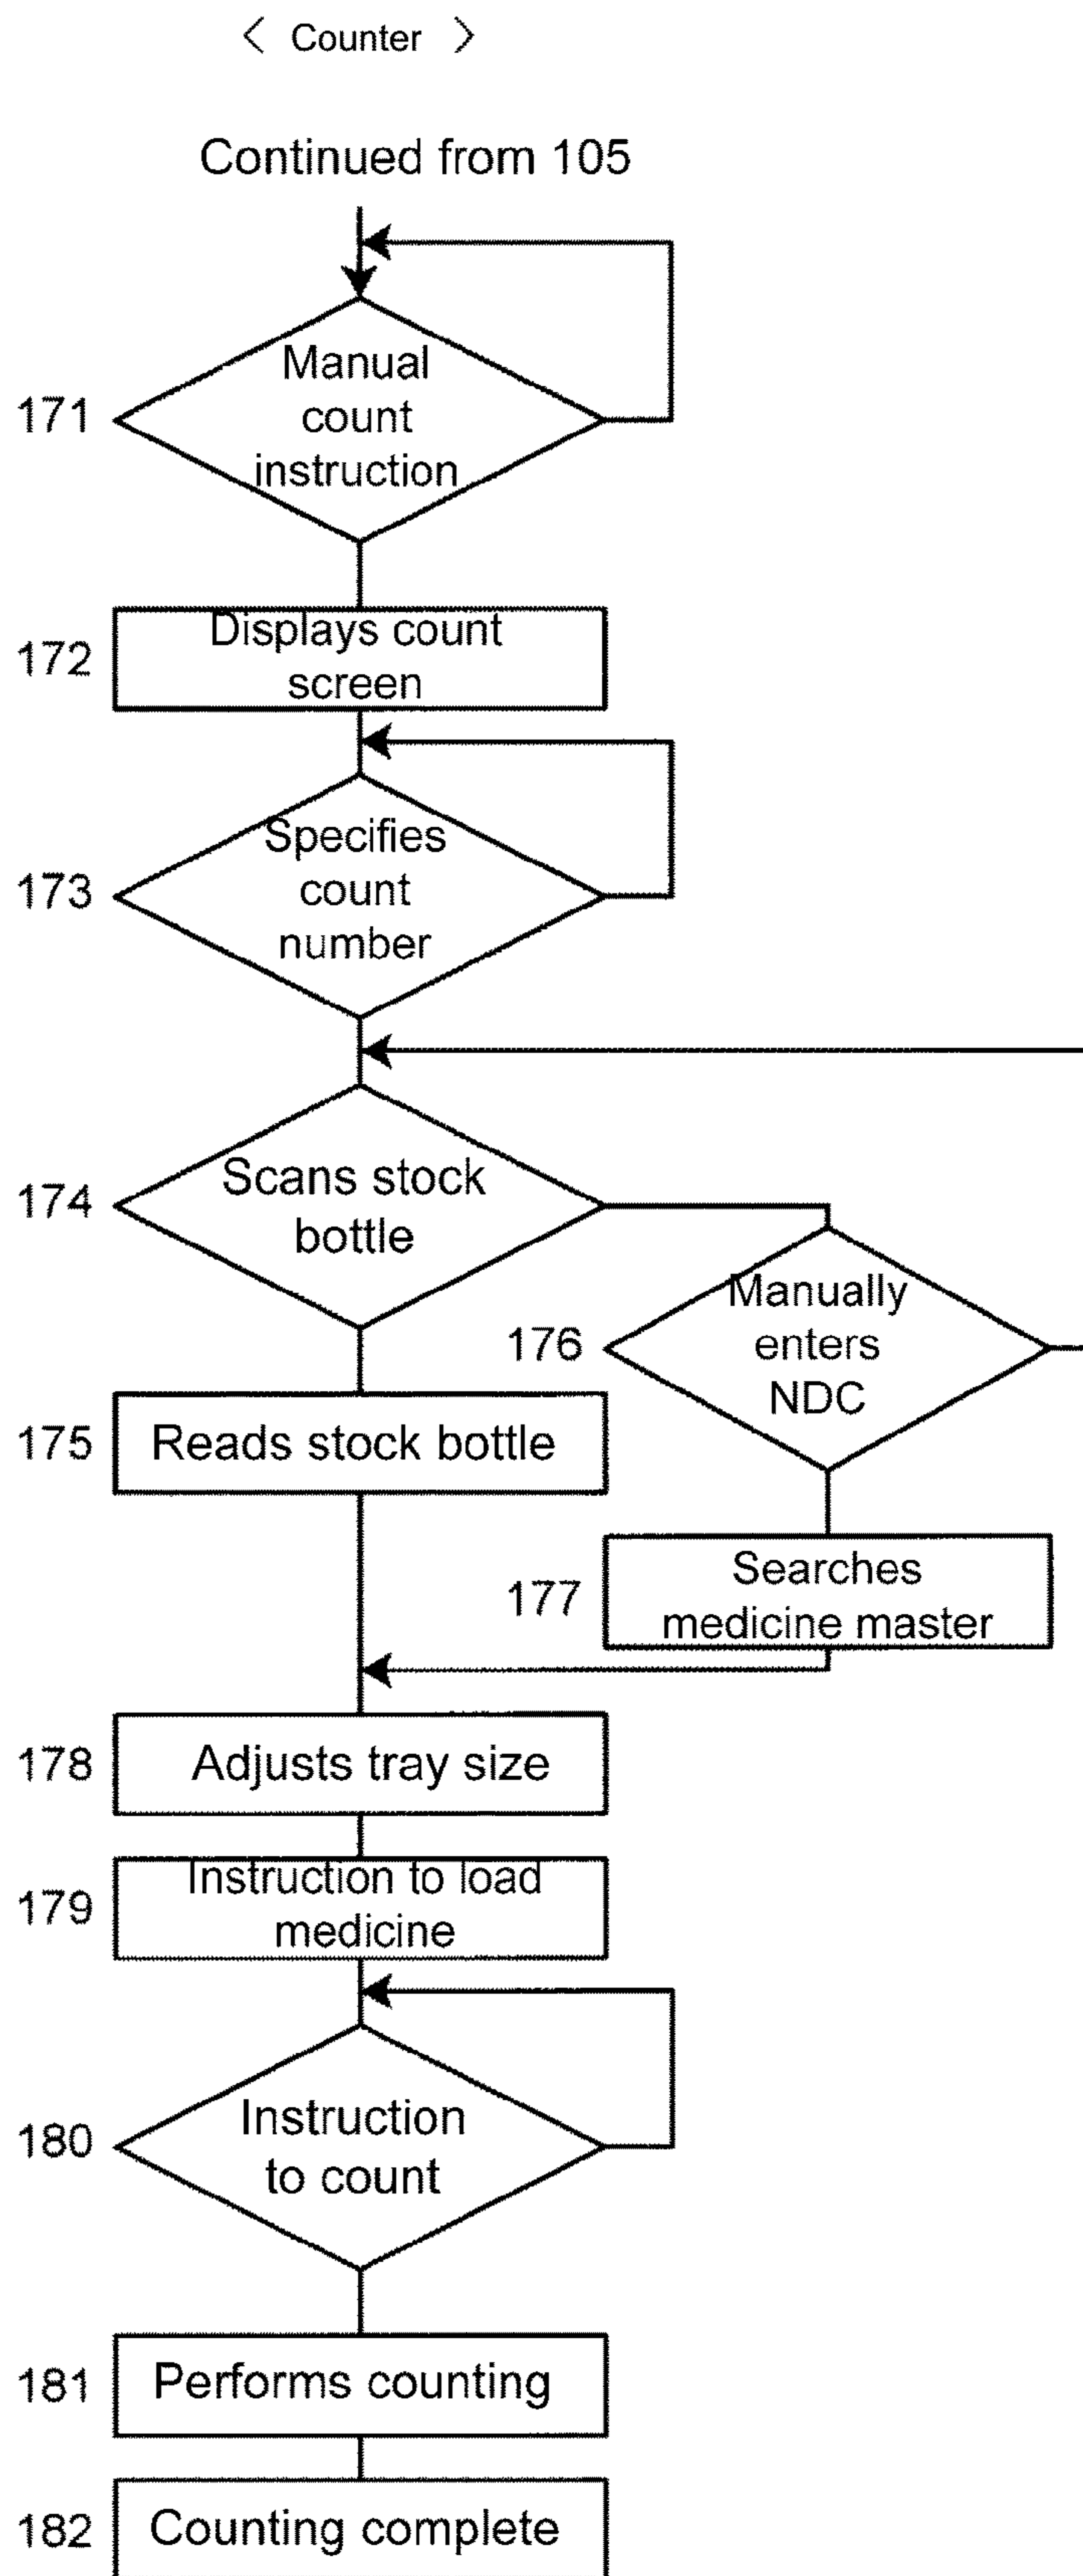 < Counter >
Continued from 105
171
Manual
count
instruction
172
Displays count
screen
173
Specifies
count
number
174
Scans stock
bottle
176
Manually
enters
NDC
175
Reads stock bottle
177
Searches
medicine master
178
Adjusts tray size
179
Instruction to load
medicine
180
Instruction
to count
181
Performs counting
182
Counting complete